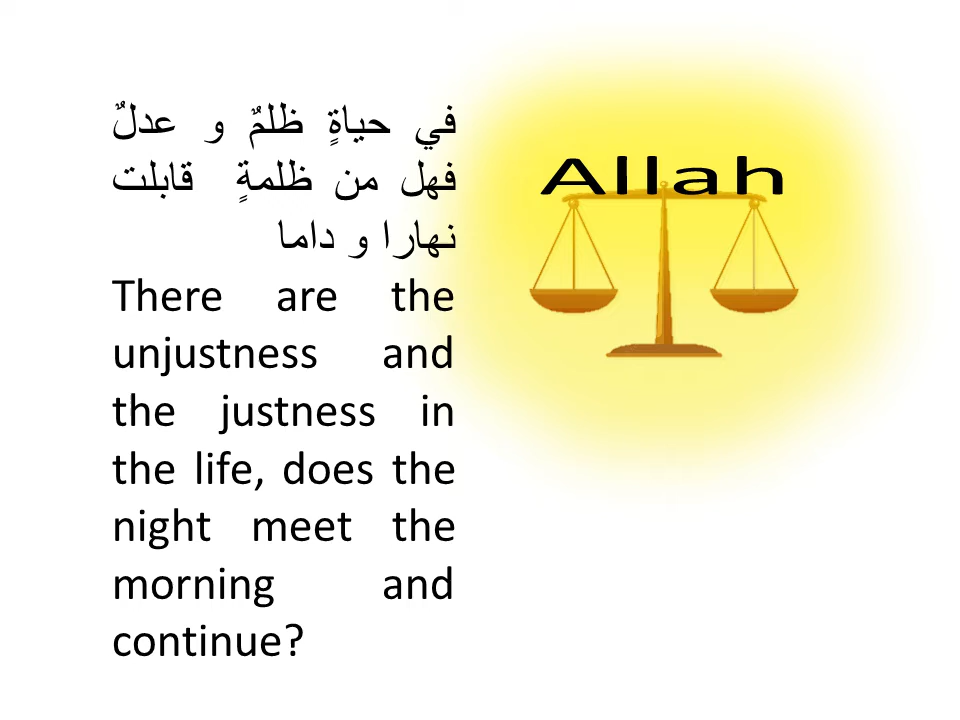 في حياةٍ ظلمٌ و عدلٌ
فهل من ظلمةٍ قابلت
نهارا و داما
There are the
unjustness and
the justness in
the life, does the
night meet the
morning and
continue?
Allah